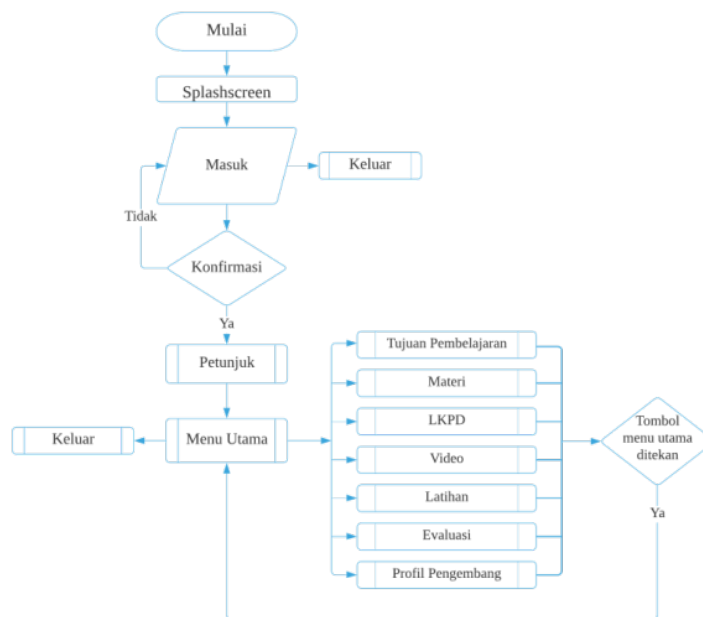 Mulai
Splashscreen
Masuk
Keluar
Tidak
Konfirmasi
Ya
Petunjuk
Keluar
Menu Utama
Tujuan Pembelajaran
Materi
LKPD
Video
Latihan
Evaluasi
Profil Pengembang
Tombol
menu utama
ditekan
Ya